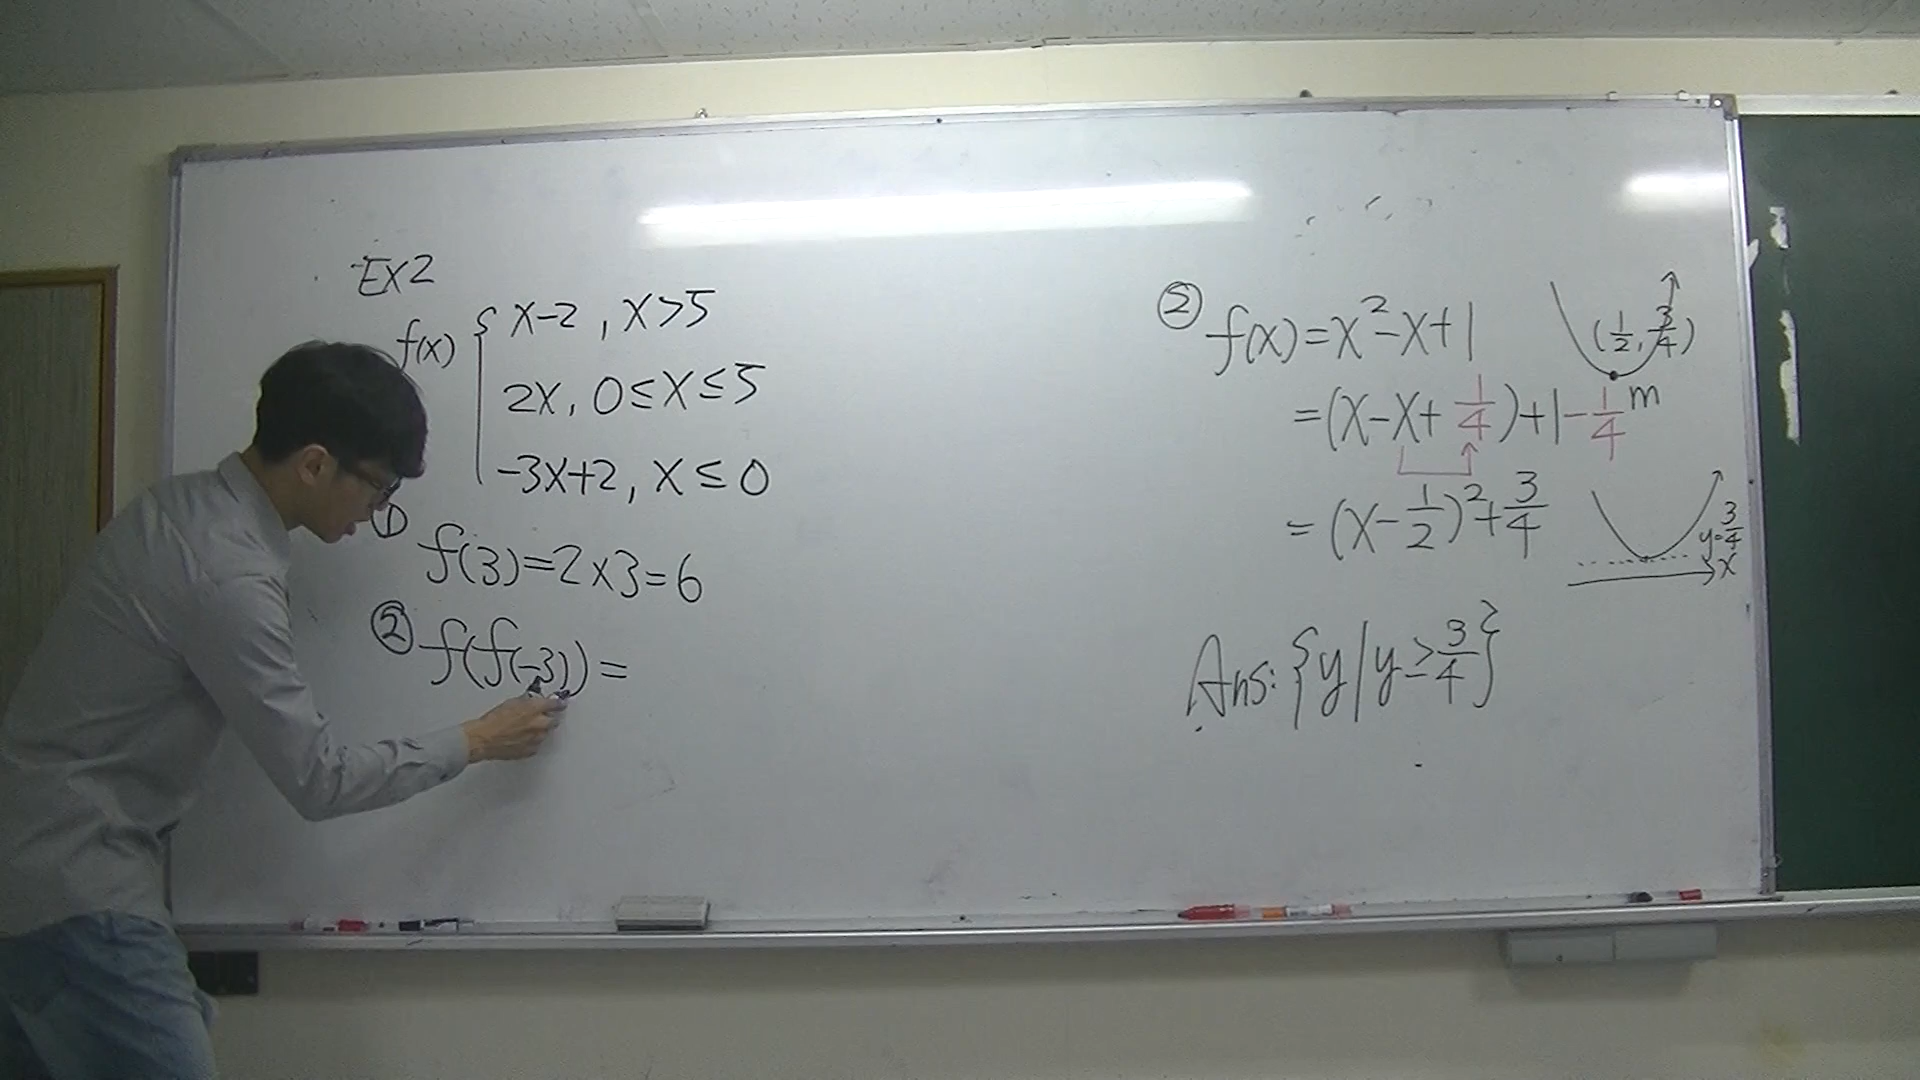 EX2
f(x) { x-2 , x>5
2x, 0≤x≤5
-3x+2, x≤0
① f(3)=2×3=6
② f(f(-3))=
② f(x)=x²-x+1
=(x-x+1/4)+1-1/4
=(x-1/2)²+3/4
Ans: {y|y≥3/4}
(1/2, 3/4)
m
y=3/4
x